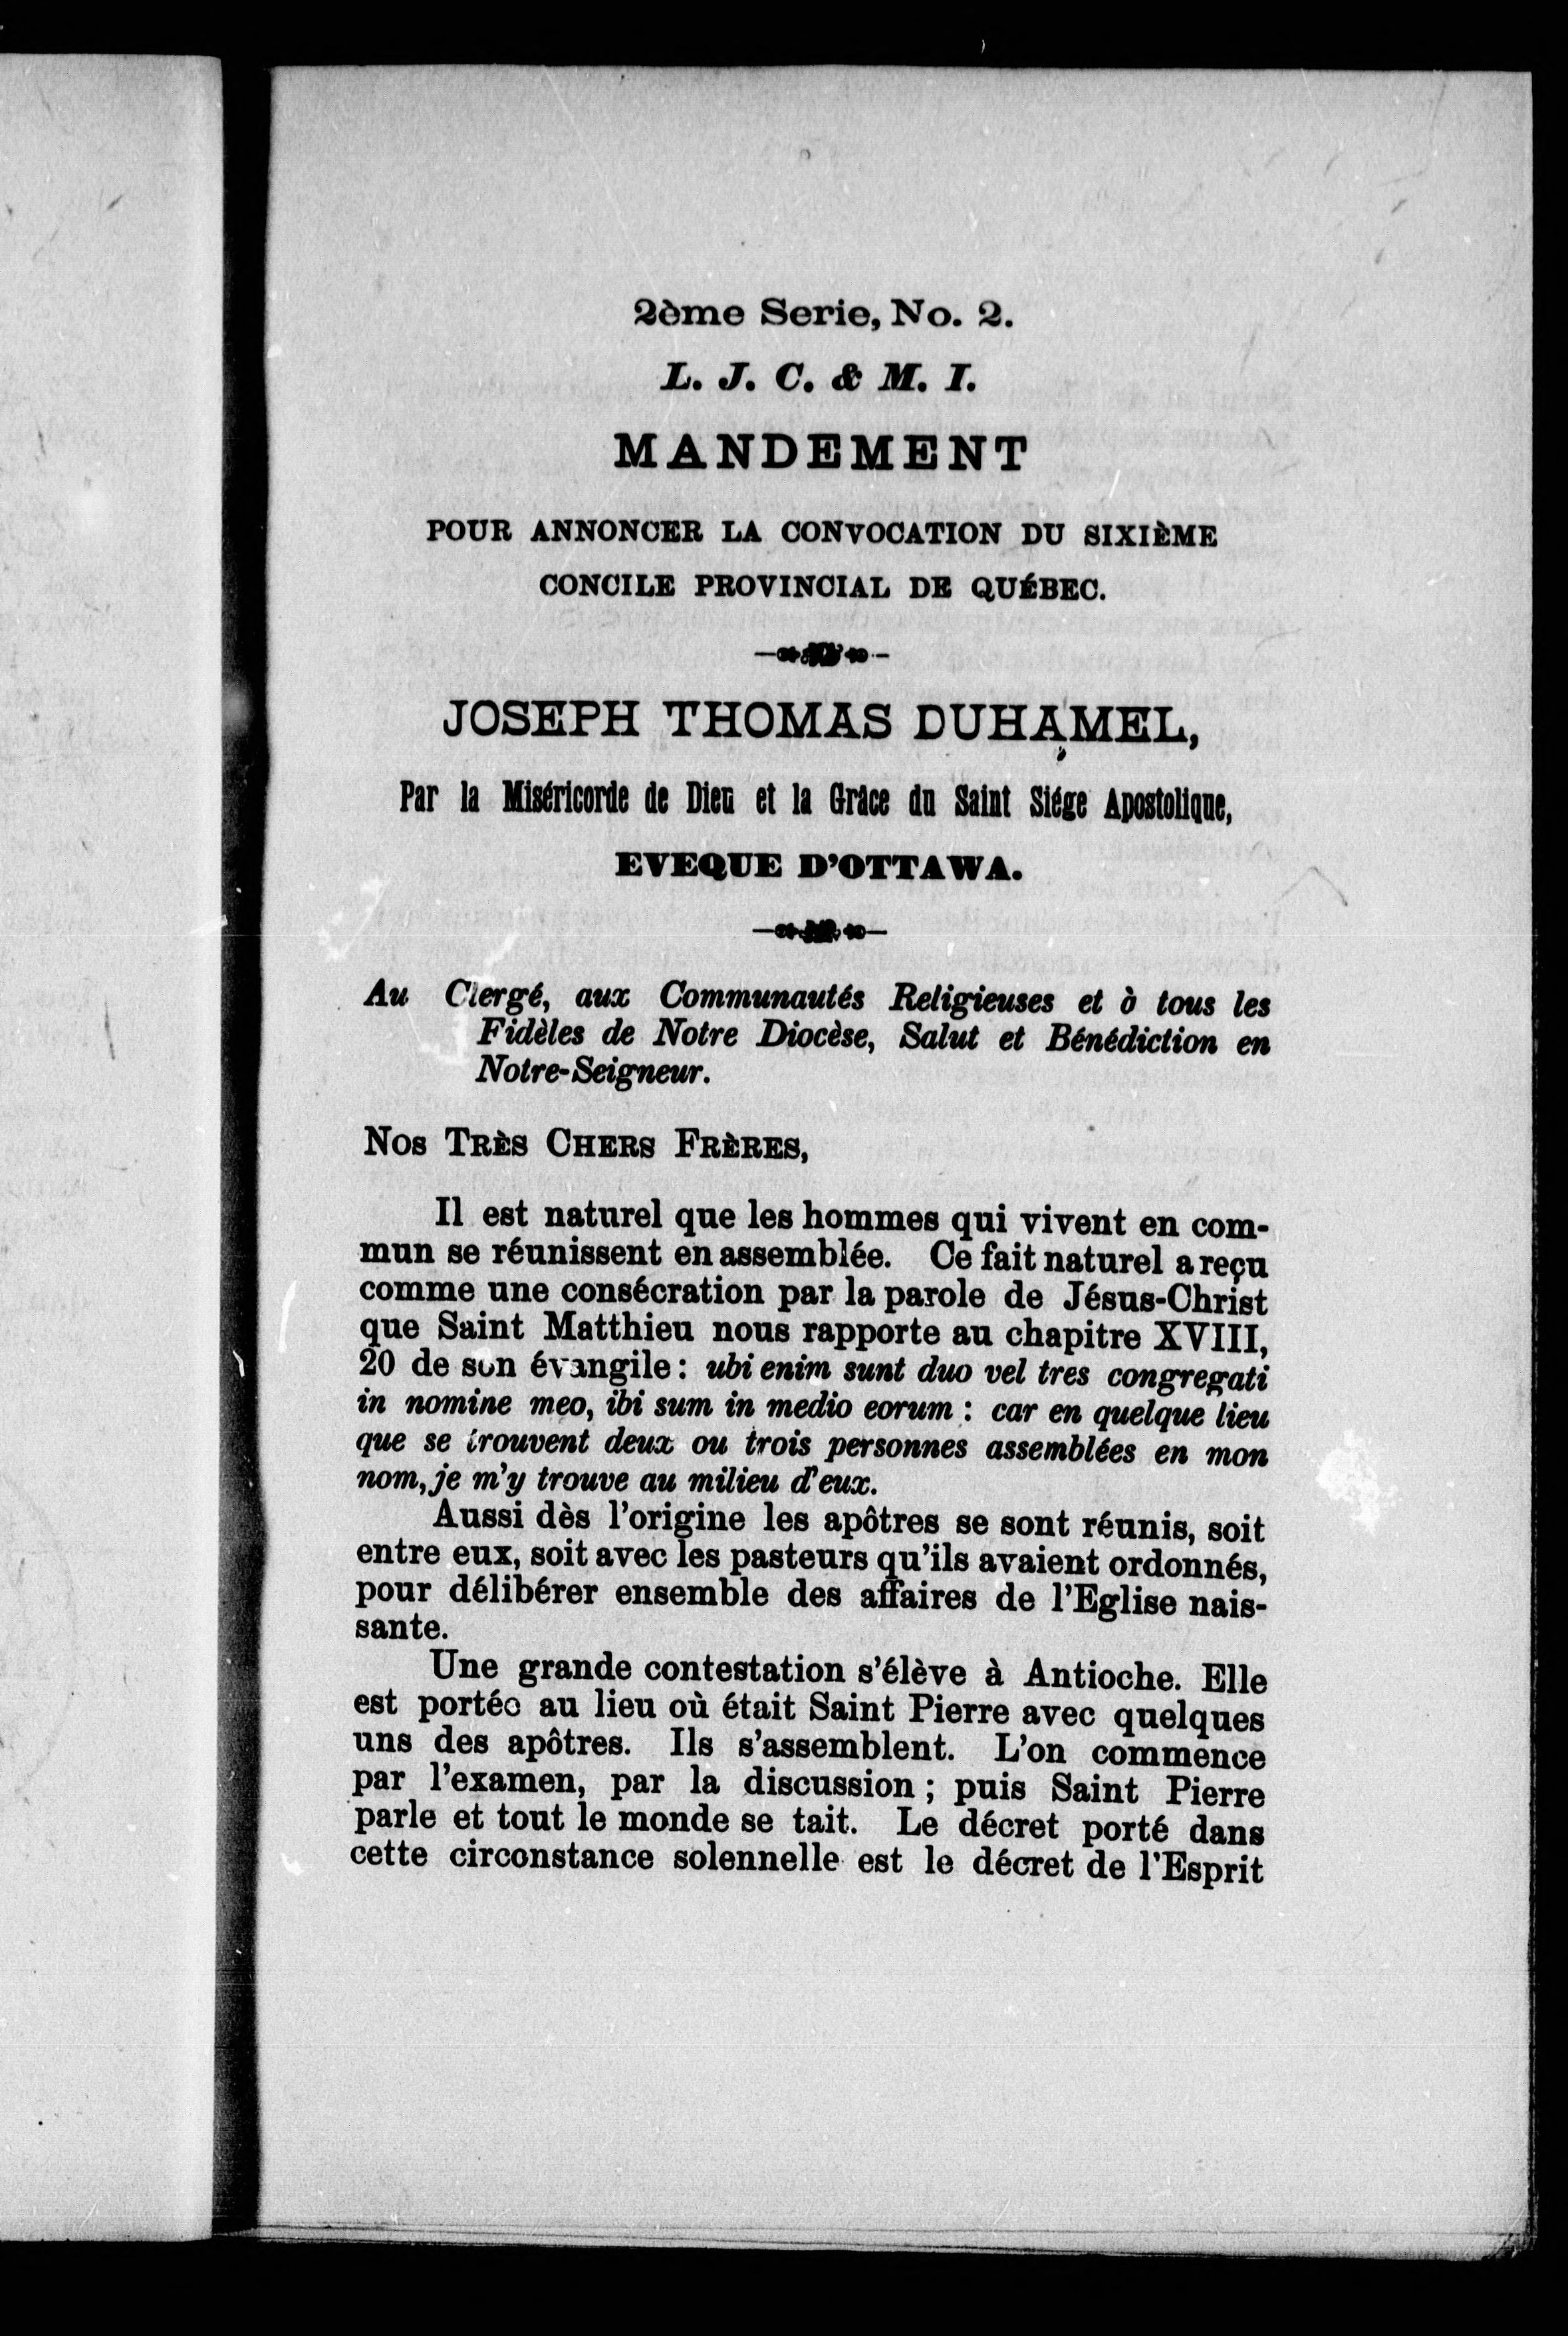 2ème Serie, No. 2.
L. J. C. & M. I.
MANDEMENT
POUR ANNONCER LA CONVOCATION DU SIXIÈME
CONCILE PROVINCIAL DE QUÉBEC.
JOSEPH THOMAS DUHAMEL,
Par la Miséricorde de Dieu et la Grâce du Saint Siége Apostolique,
EVEQUE D'OTTAWA.
Au Clergé, aux Communautés Religieuses et ò tous les
Fidèles de Notre Diocèse, Salut et Bénédiction en
Notre-Seigneur.
NOS TRÈS CHERS FRÈRES,
Il est naturel que les hommes qui vivent en com-
mun se réunissent en assemblée. Ce fait naturel a reçu
comme une consécration par la parole de Jésus-Christ
que Saint Matthieu nous rapporte au chapitre XVIII,
20 de son évangile : ubi enim sunt duo vel tres congregati
in nomine meo, ibi sum in medio eorum : car en quelque lieu
que se trouvent deux ou trois personnes assemblées en mon
nom, je m'y trouve au milieu d'eux.
Aussi dès l'origine les apôtres se sont réunis, soit
entre eux, soit avec les pasteurs qu'ils avaient ordonnés,
pour délibérer ensemble des affaires de l'Eglise nais-
sante.
Une grande contestation s'élève à Antioche. Elle
est portée au lieu où était Saint Pierre avec quelques
uns des apôtres. Ils s'assemblent. L'on commence
par l'examen, par la discussion ; puis Saint Pierre
parle et tout le monde se tait. Le décret porté dans
cette circonstance solennelle est le décret de l'Esprit